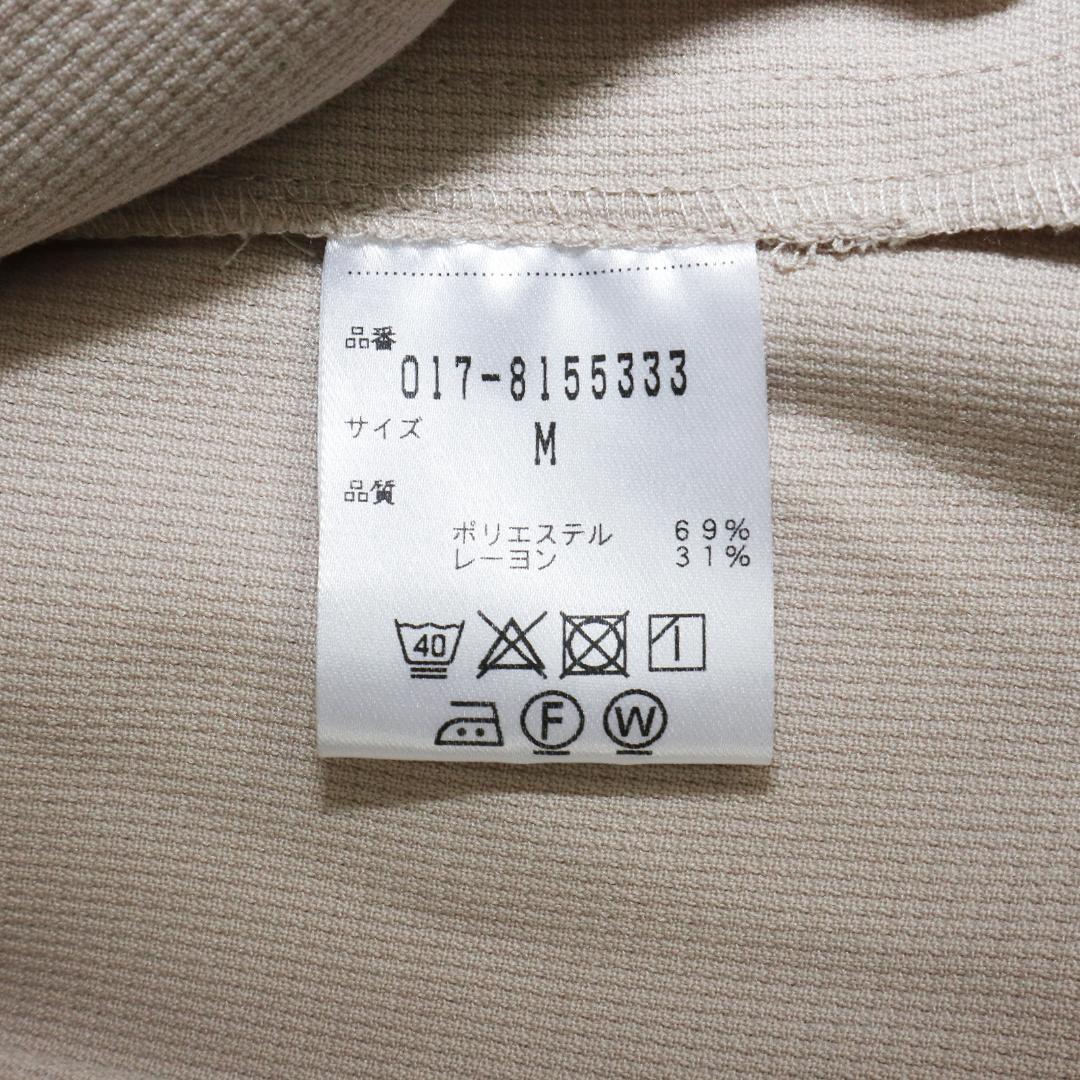 品番
017-8155333
サイズ
M
品質
ポリエステル 69%
レーヨン 31%
40
F W